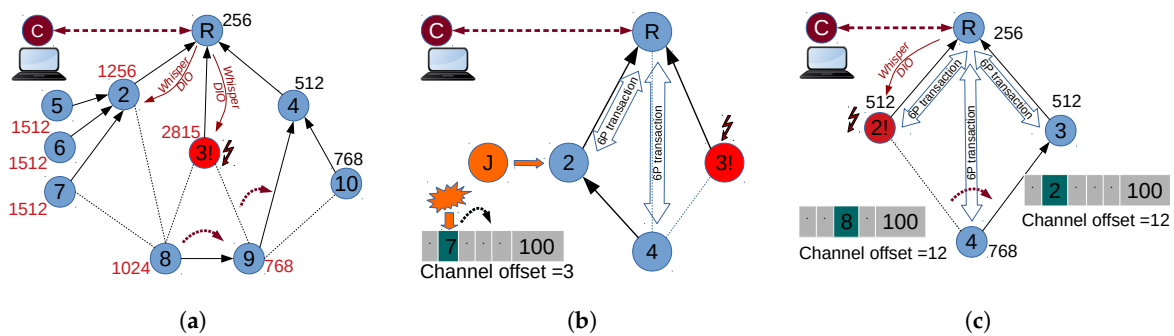 C
R
256
1256
Whisper
DIO
Whisper
DIO
512
5
2
4
1512
2815
6
3!
768
1512
7
10
1512
8
9
1024
768
(a)
C
R
6P transaction
6P transaction
J
2
3!
7
100
4
Channel offset =3
(b)
C
R
256
Whisper
DIO
6P transaction
6P transaction
6P transaction
512
512
2!
3
2
100
8
100
Channel offset =12
Channel offset =12
4
768
(c)